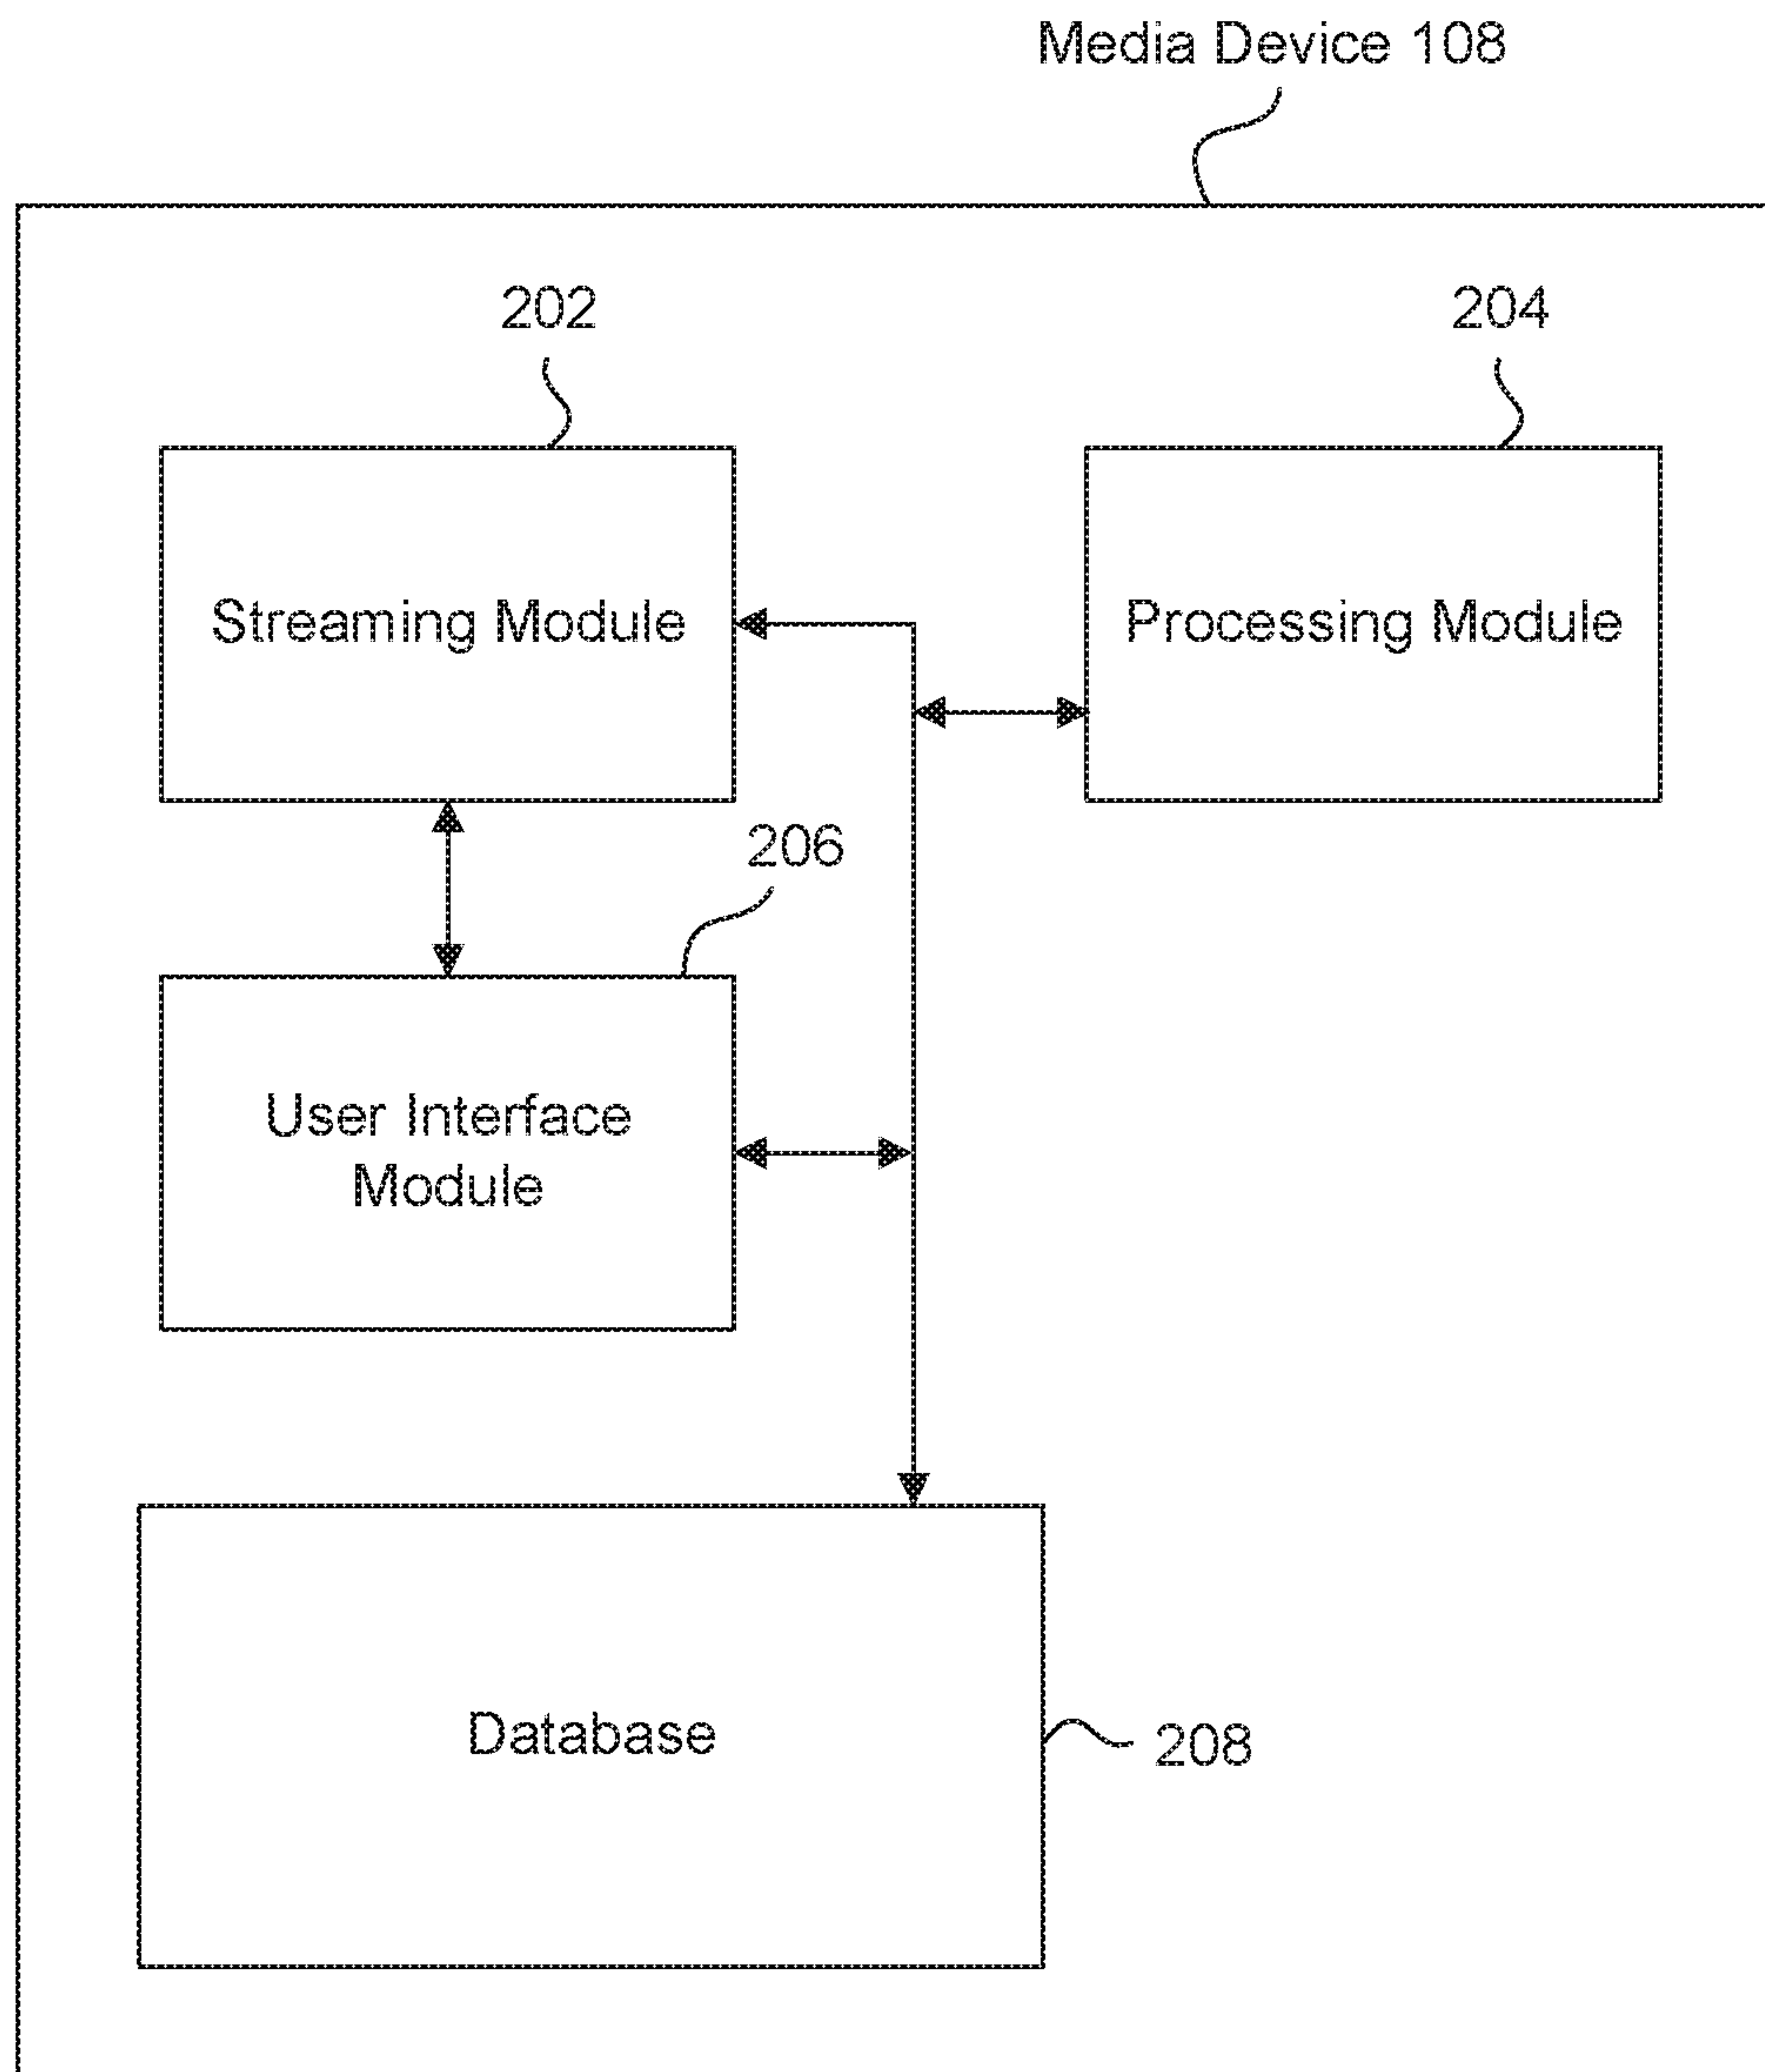 Media Device 108
202
204
Streaming Module
Processing Module
206
User Interface
Module
Database
208